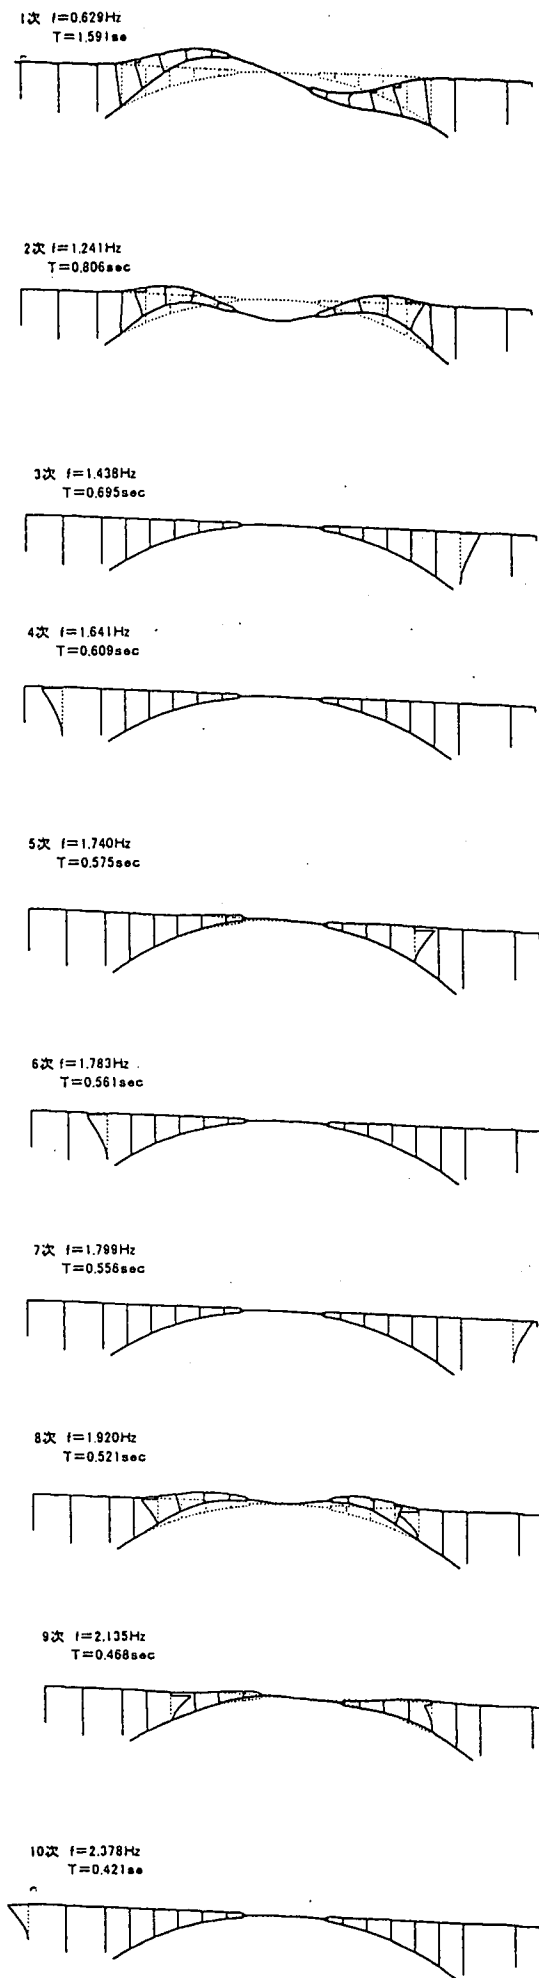 1次 f=0.629Hz
T=1.591se
2次 f=1.241Hz
T=0.806sec
3次 f=1.438Hz
T=0.695sec
4次 f=1.641Hz
T=0.609sec
5次 f=1.740Hz
T=0.575sec
6次 f=1.783Hz
T=0.561sec
7次 f=1.799Hz
T=0.556sec
8次 f=1.920Hz
T=0.521sec
9次 f=2.135Hz
T=0.468sec
10次 f=2.378Hz
T=0.421se